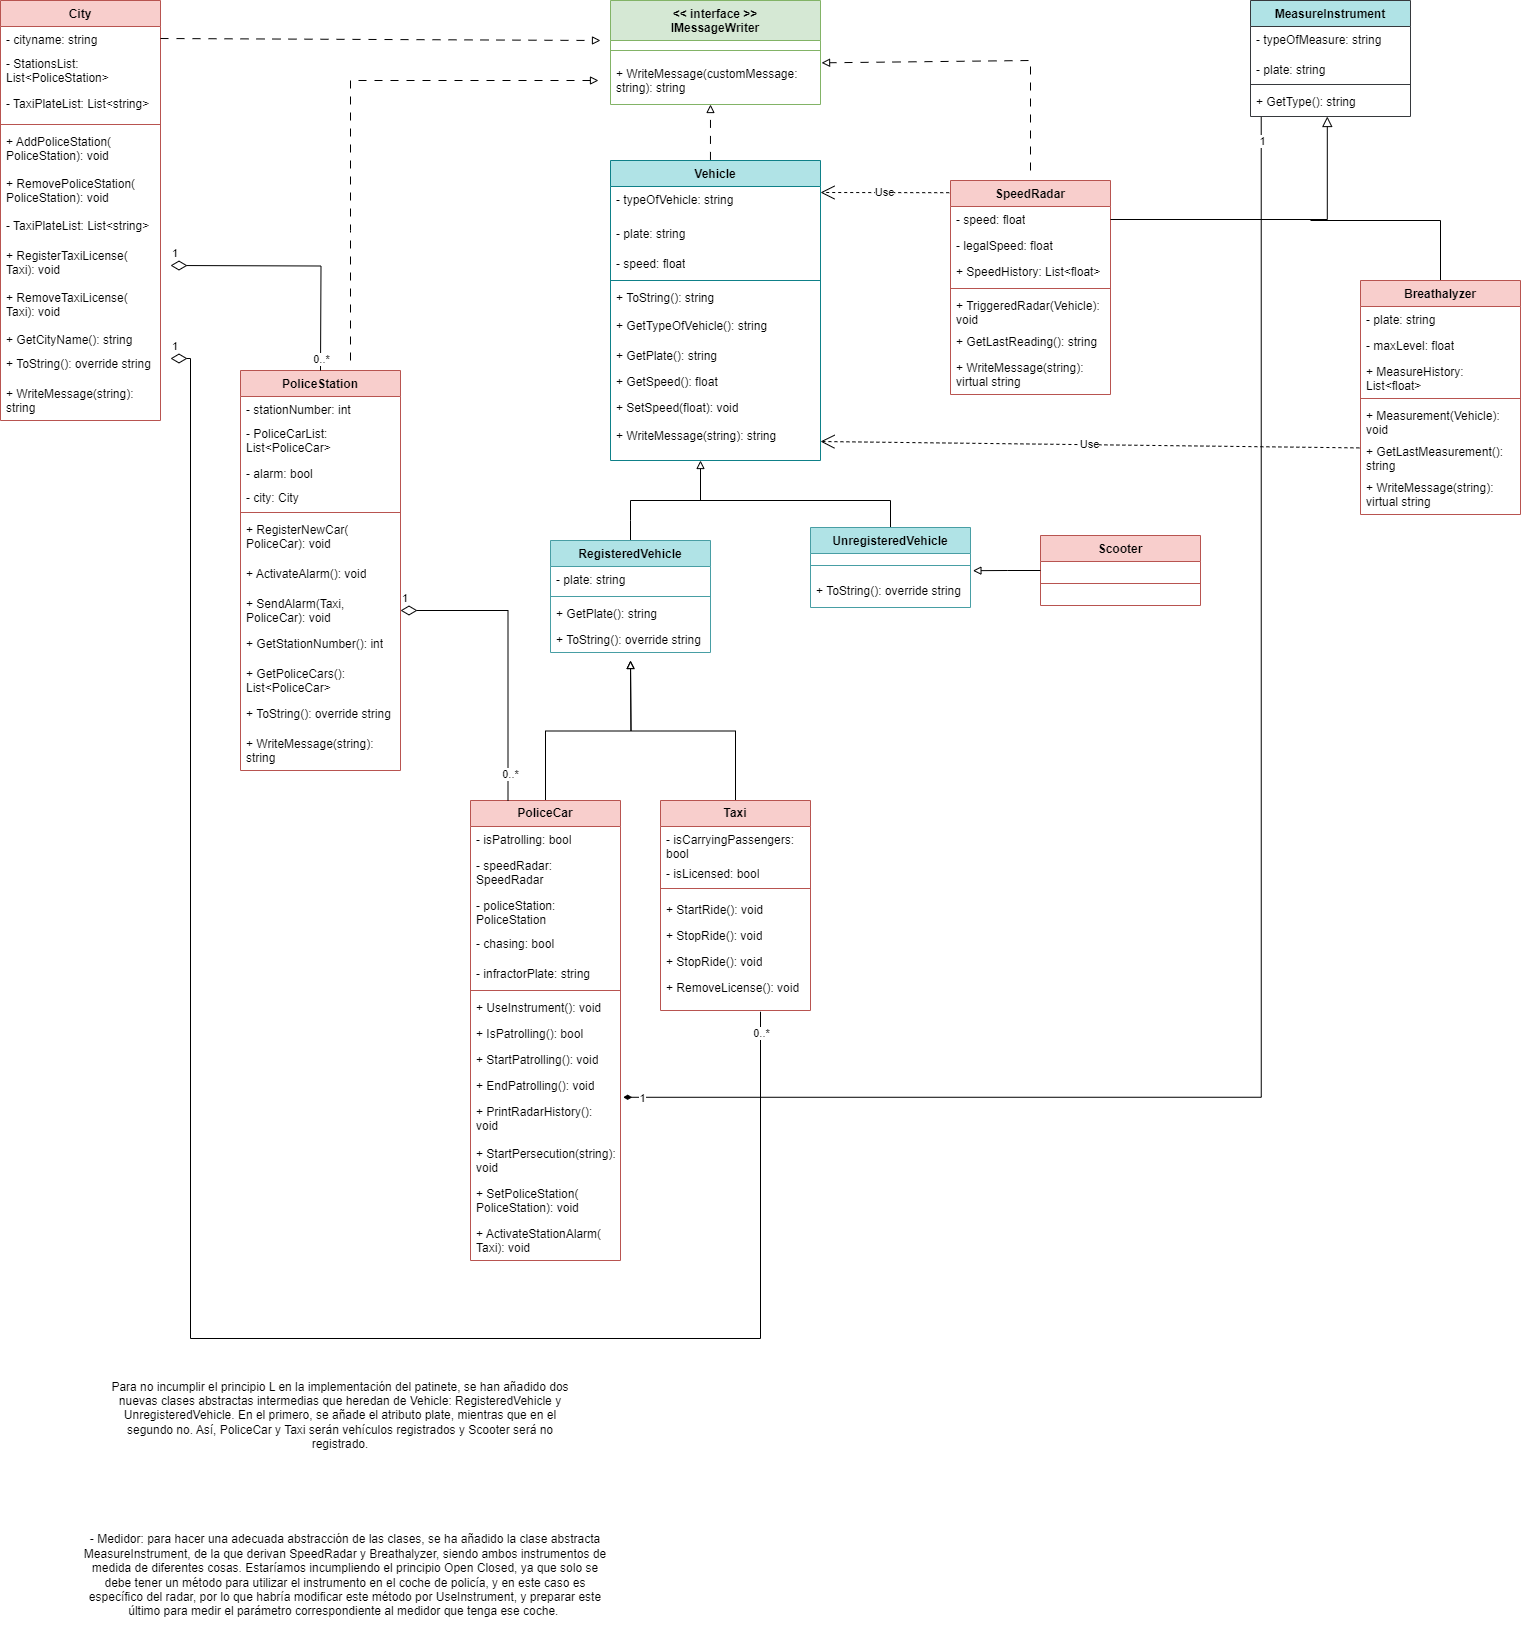 City
- cityname: string
- StationsList:
List<PoliceStation>
- TaxiPlateList: List<string>
+ AddPoliceStation(
PoliceStation): void
+ RemovePoliceStation(
PoliceStation): void
- TaxiPlateList: List<string>
+ RegisterTaxiLicense(
Taxi): void
+ RemoveTaxiLicense(
Taxi): void
+ GetCityName(): string
+ ToString(): override string
+ WriteMessage(string):
string
1
1
0..*
<< interface >>
IMessageWriter
+ WriteMessage(customMessage:
string): string
MeasureInstrument
- typeOfMeasure: string
- plate: string
+ GetType(): string
1
Vehicle
- typeOfVehicle: string
- plate: string
- speed: float
+ ToString(): string
+ GetTypeOfVehicle(): string
+ GetPlate(): string
+ GetSpeed(): float
+ SetSpeed(float): void
+ WriteMessage(string): string
Use
SpeedRadar
- speed: float
- legalSpeed: float
+ SpeedHistory: List<float>
+ TriggeredRadar(Vehicle):
void
+ GetLastReading(): string
+ WriteMessage(string):
virtual string
Breathalyzer
- plate: string
- maxLevel: float
+ MeasureHistory:
List<float>
+ Measurement(Vehicle):
void
+ GetLastMeasurement():
string
+ WriteMessage(string):
virtual string
Use
PoliceStation
- stationNumber: int
- PoliceCarList:
List<PoliceCar>
- alarm: bool
- city: City
+ RegisterNewCar(
PoliceCar): void
+ ActivateAlarm(): void
+ SendAlarm(Taxi,
PoliceCar): void
+ GetStationNumber(): int
+ GetPoliceCars():
List<PoliceCar>
+ ToString(): override string
+ WriteMessage(string):
string
1
0..*
RegisteredVehicle
- plate: string
+ GetPlate(): string
+ ToString(): override string
UnregisteredVehicle
+ ToString(): override string
Scooter
PoliceCar
- isPatrolling: bool
- speedRadar:
SpeedRadar
- policeStation:
PoliceStation
- chasing: bool
- infractorPlate: string
+ UseInstrument(): void
+ IsPatrolling(): bool
+ StartPatrolling(): void
+ EndPatrolling(): void
+ PrintRadarHistory():
void
+ StartPersecution(string):
void
+ SetPoliceStation(
PoliceStation): void
+ ActivateStationAlarm(
Taxi): void
1
Taxi
- isCarryingPassengers:
bool
- isLicensed: bool
+ StartRide(): void
+ StopRide(): void
+ StopRide(): void
+ RemoveLicense(): void
0..*
Para no incumplir el principio L en la implementación del patinete, se han añadido dos
nuevas clases abstractas intermedias que heredan de Vehicle: RegisteredVehicle y
UnregisteredVehicle. En el primero, se añade el atributo plate, mientras que en el
segundo no. Así, PoliceCar y Taxi serán vehículos registrados y Scooter será no
registrado.
- Medidor: para hacer una adecuada abstracción de las clases, se ha añadido la clase abstracta
MeasureInstrument, de la que derivan SpeedRadar y Breathalyzer, siendo ambos instrumentos de
medida de diferentes cosas. Estaríamos incumpliendo el principio Open Closed, ya que solo se
debe tener un método para utilizar el instrumento en el coche de policía, y en este caso es
específico del radar, por lo que habría modificar este método por UseInstrument, y preparar este
último para medir el parámetro correspondiente al medidor que tenga ese coche.